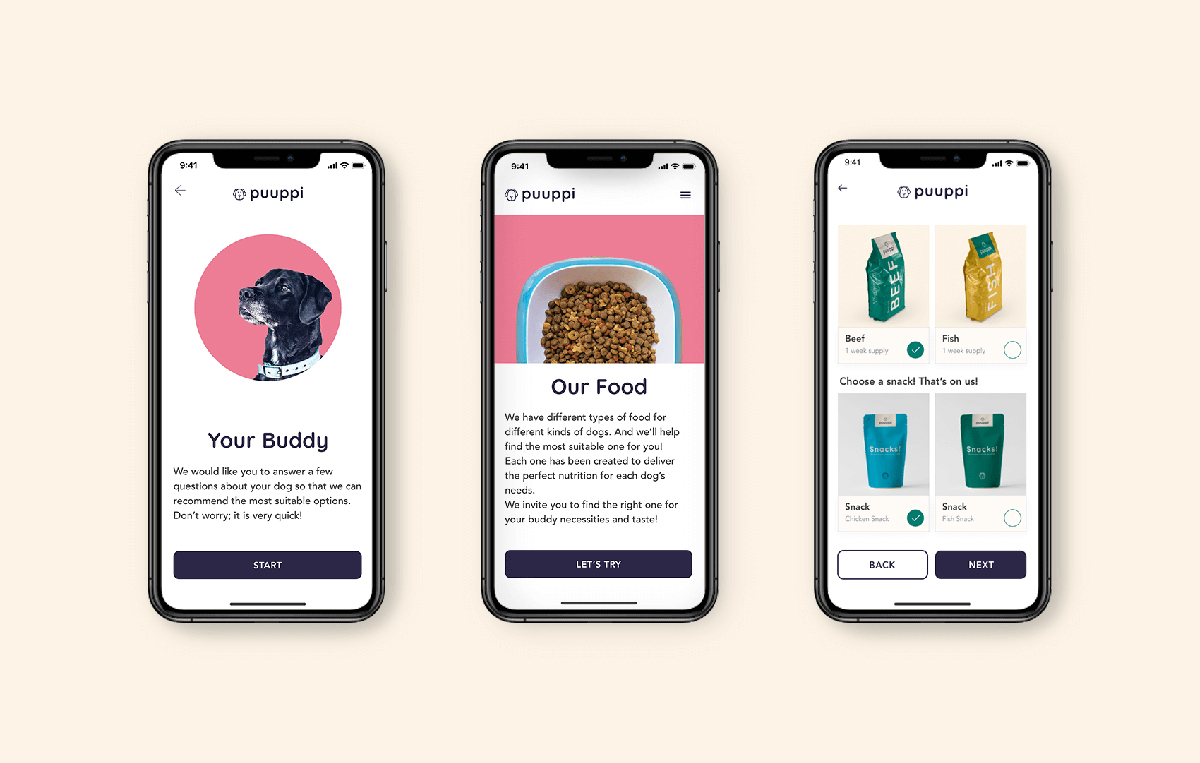 9:41
puuppi
Your Buddy
We would like you to answer a few
questions about your dog so that we can
recommend the most suitable options.
Don't worry; it is very quick!
START
9:41
puuppi
Our Food
We have different types of food for
different kinds of dogs. And we'll help
find the most suitable one for you!
Each one has been created to deliver
the perfect nutrition for each dog's
needs.
We invite you to find the right one for
your buddy necessities and taste!
LET'S TRY
9:41
puuppi
BEEF
FISH
Beef
1 week supply
Fish
1 week supply
Choose a snack! That's on us!
Snacks!
Snacks!
Snack
Chicken Snack
Snack
Fish Snack
BACK
NEXT